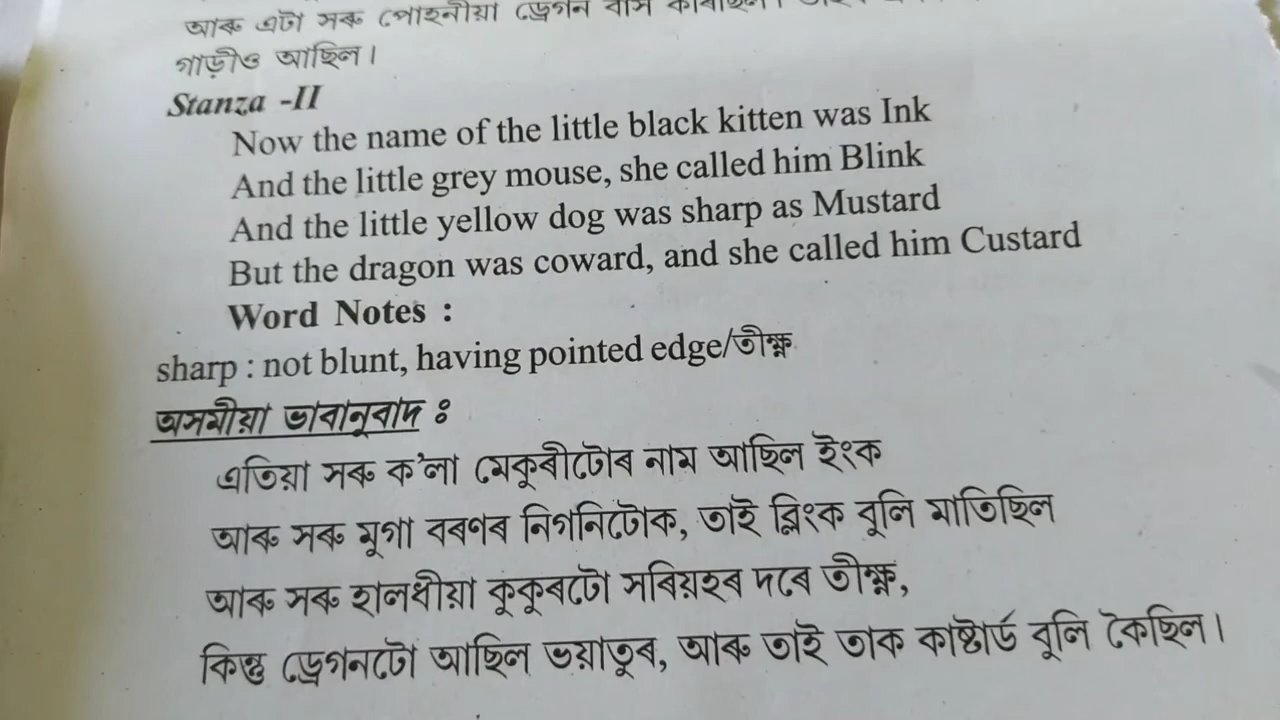 আৰু এটা সৰু পোহনীয়া ড্ৰেগন বাস কৰিছিল।
গাড়ীও আছিল।
Stanza -II
Now the name of the little black kitten was Ink
And the little grey mouse, she called him Blink
And the little yellow dog was sharp as Mustard
But the dragon was coward, and she called him Custard
Word Notes :
sharp : not blunt, having pointed edge/তীক্ষ্ণ
অসমীয়া ভাবানুবাদ ঃ
এতিয়া সৰু ক'লা মেকুৰীটোৰ নাম আছিল ইংক
আৰু সৰু মুগা বৰণৰ নিগনিটোক, তাই ব্লিংক বুলি মাতিছিল
আৰু সৰু হালধীয়া কুকুৰটো সৰিয়হৰ দৰে তীক্ষ্ণ,
কিন্তু ড্ৰেগনটো আছিল ভয়াতুৰ, আৰু তাই তাক কাষ্টাৰ্ড বুলি কৈছিল।